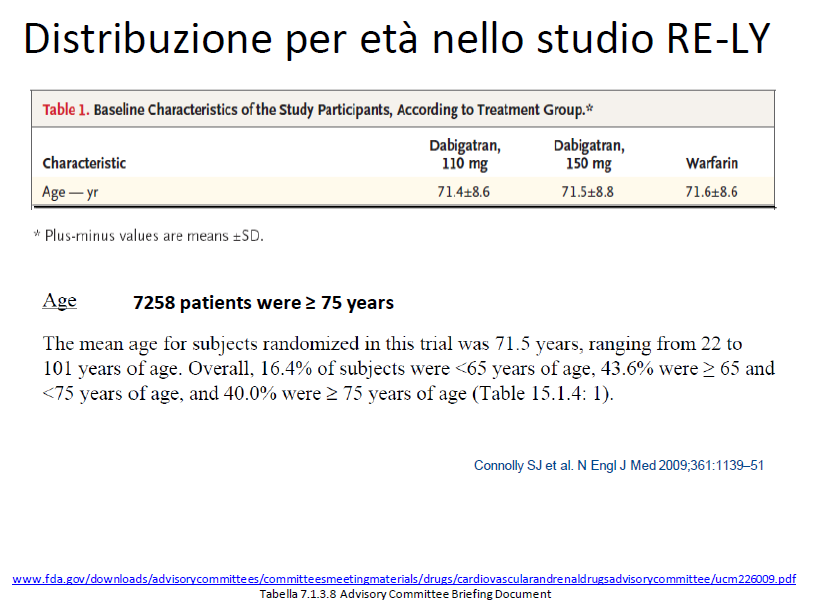 Distribuzione per età nello studio RE-LY
Table 1. Baseline Characteristics of the Study Participants, According to Treatment Group.*
Characteristic Dabigatran, 110 mg Dabigatran, 150 mg Warfarin
Age — yr 71.4±8.6 71.5±8.8 71.6±8.6
* Plus-minus values are means ±SD.
Age 7258 patients were ≥ 75 years
The mean age for subjects randomized in this trial was 71.5 years, ranging from 22 to
101 years of age. Overall, 16.4% of subjects were <65 years of age, 43.6% were ≥ 65 and
<75 years of age, and 40.0% were ≥ 75 years of age (Table 15.1.4: 1).
Connolly SJ et al. N Engl J Med 2009;361:1139–51
www.fda.gov/downloads/advisorycommittees/committeesmeetingmaterials/drugs/cardiovascularandrenaldrugsadvisorycommittee/ucm226009.pdf
Tabella 7.1.3.8 Advisory Committee Briefing Document